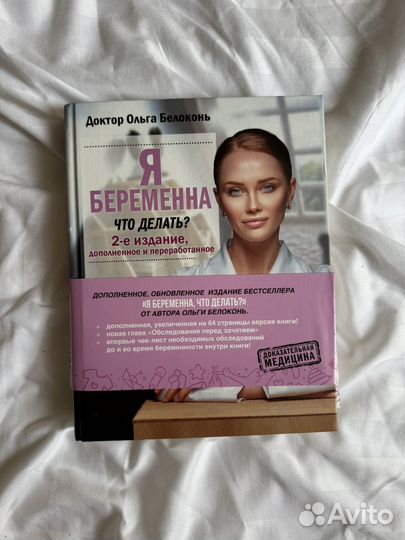 Доктор Ольга Белоконь
Я
БЕРЕМЕННА
ЧТО ДЕЛАТЬ?
2-е издание,
дополненное и переработанное
ДОПОЛНЕННОЕ, ОБНОВЛЕННОЕ ИЗДАНИЕ БЕСТСЕЛЛЕРА
«Я БЕРЕМЕННА, ЧТО ДЕЛАТЬ?»
ОТ АВТОРА ОЛЬГИ БЕЛОКОНЬ.
• дополненная, увеличенная на 64 страницы версия книги!
• новая глава «Обследования перед зачатием»
• впервые чек-лист необходимых обследований
до и во время беременности внутри книги!
ДОКАЗАТЕЛЬНАЯ
МЕДИЦИНА
Avito